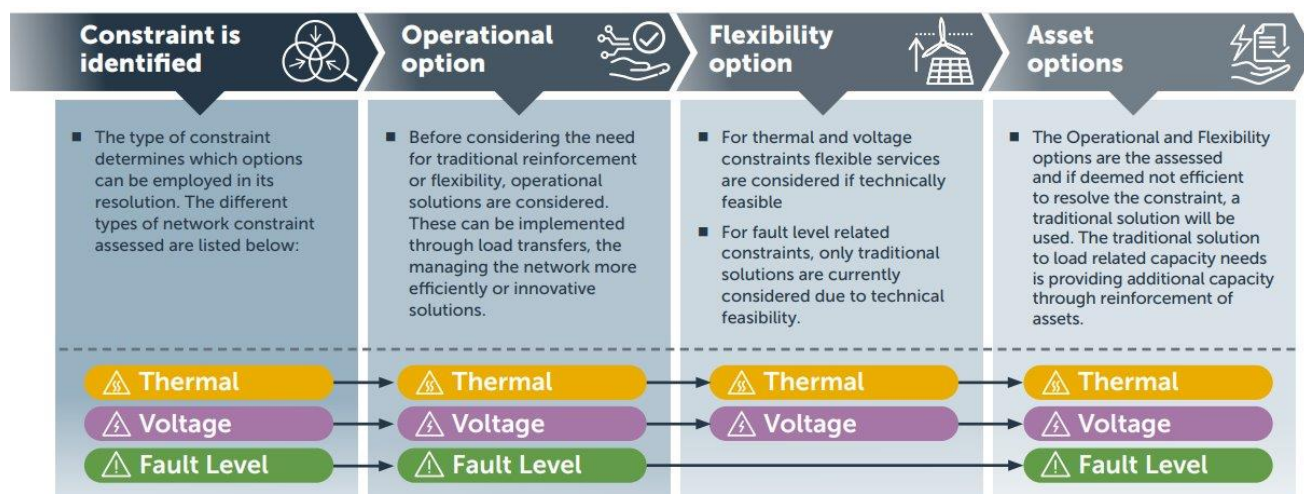 Constraint is
identified
Operational
option
Flexibility
option
Asset
options
■ The type of constraint
determines which options
can be employed in its
resolution. The different
types of network constraint
assessed are listed below:
■ Before considering the need
for traditional reinforcement
or flexibility, operational
solutions are considered.
These can be implemented
through load transfers, the
managing the network more
efficiently or innovative
solutions.
■ For thermal and voltage
constraints flexible services
are considered if technically
feasible
■ For fault level related
constraints, only traditional
solutions are currently
considered due to technical
feasibility.
■ The Operational and Flexibility
options are the assessed
and if deemed not efficient
to resolve the constraint, a
traditional solution will be
used. The traditional solution
to load related capacity needs
is providing additional capacity
through reinforcement of
assets.
Thermal
Thermal
Thermal
Thermal
Voltage
Voltage
Voltage
Voltage
Fault Level
Fault Level
Fault Level